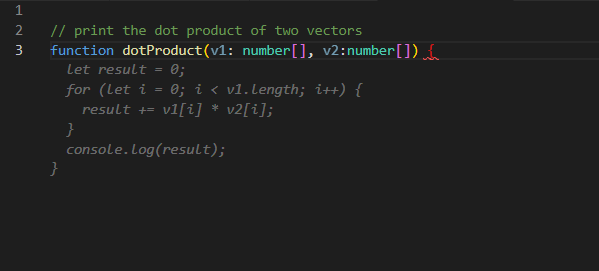 1
2 // print the dot product of two vectors
3 function dotProduct(v1: number[], v2:number[]) {
let result = 0;
for (let i = 0; i < v1.length; i++) {
result += v1[i] * v2[i];
}
console.log(result);
}